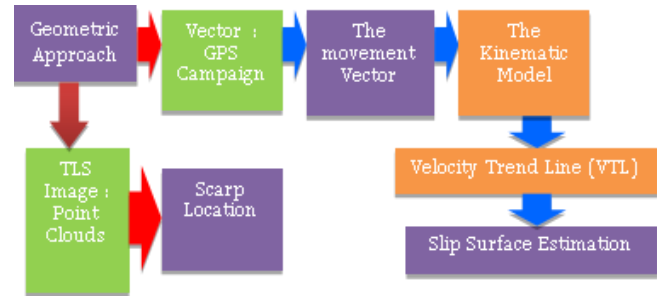 Geometric
Approach
Vector :
GPS
Campaign
The
movement
Vector
The
Kinematic
Model
TLS
Image :
Point
Clouds
Scarp
Location
Velocity Trend Line (VTL)
Slip Surface Estimation